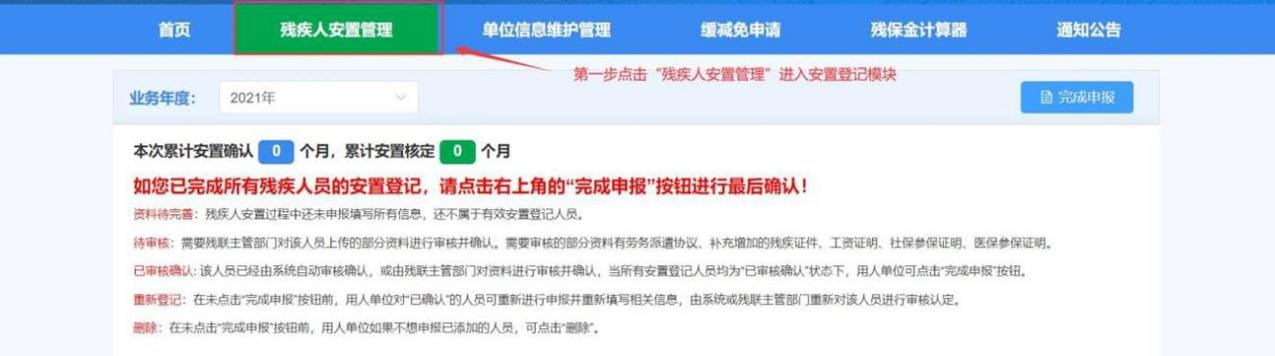 首页 残疾人安置管理 单位信息维护管理 缓减免申请 残保金计算器 通知公告
第一步点击“残疾人安置管理”进入安置登记模块
业务年度： 2021年 完成申报
本次累计安置确认 0 个月，累计安置核定 0 个月
如您已完成所有残疾人员的安置登记，请点击右上角的“完成申报”按钮进行最后确认！
资料待完善：残疾人安置过程中还未申报填写所有信息，还不属于有效安置登记人员。
待审核：需要残联主管部门对该人员上传的部分资料进行审核并确认。需要审核的部分资料有劳务派遣协议、补充增加的残疾证件、工资证明、社保参保证明、医保参保证明。
已审核确认：该人员已经由系统自动审核确认，或由残联主管部门对资料进行审核并确认，当所有安置登记人员均为“已审核确认”状态下，用人单位可点击“完成申报”按钮。
重新登记：在未点击“完成申报”按钮前，用人单位对“已确认”的人员可重新进行申报并重新填写相关信息，由系统或残联主管部门重新对该人员进行审核认定。
删除：在未点击“完成申报”按钮前，用人单位如果不想申报已添加的人员，可点击“删除”。